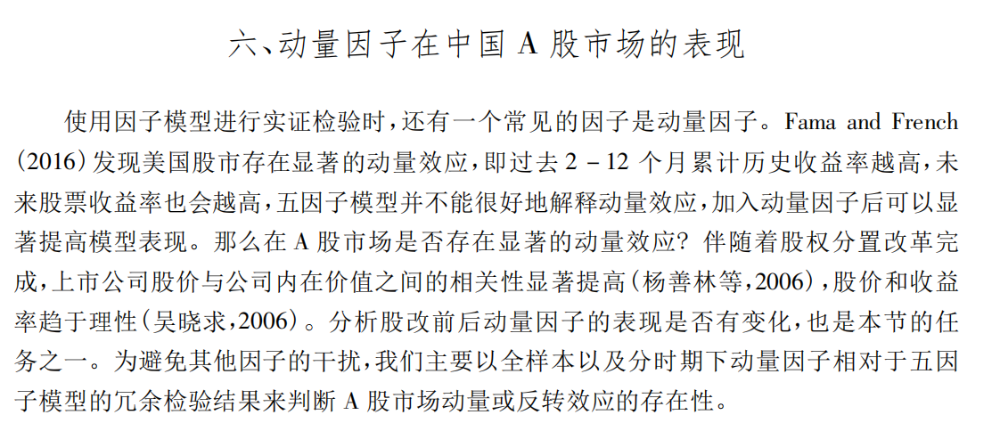 六、动量因子在中国 A 股市场的表现
使用因子模型进行实证检验时,还有一个常见的因子是动量因子。Fama and French
(2016)发现美国股市存在显著的动量效应,即过去 2 - 12 个月累计历史收益率越高,未
来股票收益率也会越高,五因子模型并不能很好地解释动量效应,加入动量因子后可以显
著提高模型表现。那么在 A 股市场是否存在显著的动量效应? 伴随着股权分置改革完
成,上市公司股价与公司内在价值之间的相关性显著提高(杨善林等,2006),股价和收益
率趋于理性(吴晓求,2006)。分析股改前后动量因子的表现是否有变化,也是本节的任
务之一。为避免其他因子的干扰,我们主要以全样本以及分时期下动量因子相对于五因
子模型的冗余检验结果来判断 A 股市场动量或反转效应的存在性。